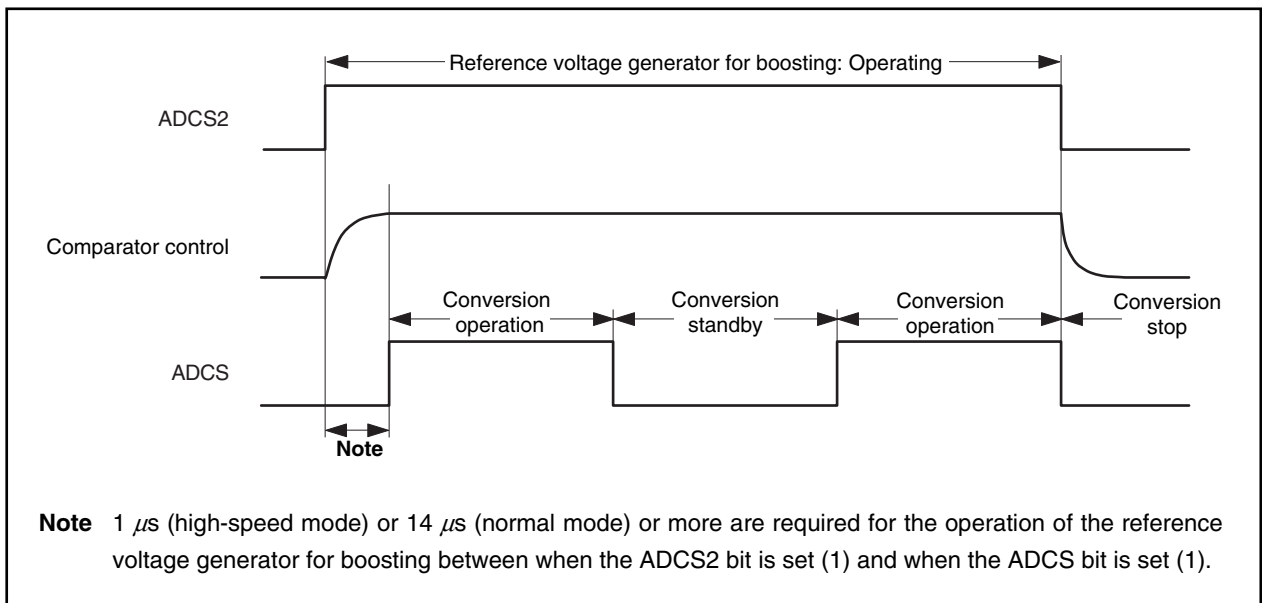 Reference voltage generator for boosting: Operating
ADCS2
Comparator control
Conversion operation
Conversion standby
Conversion operation
Conversion stop
ADCS
Note
Note 1 μs (high-speed mode) or 14 μs (normal mode) or more are required for the operation of the reference
voltage generator for boosting between when the ADCS2 bit is set (1) and when the ADCS bit is set (1).